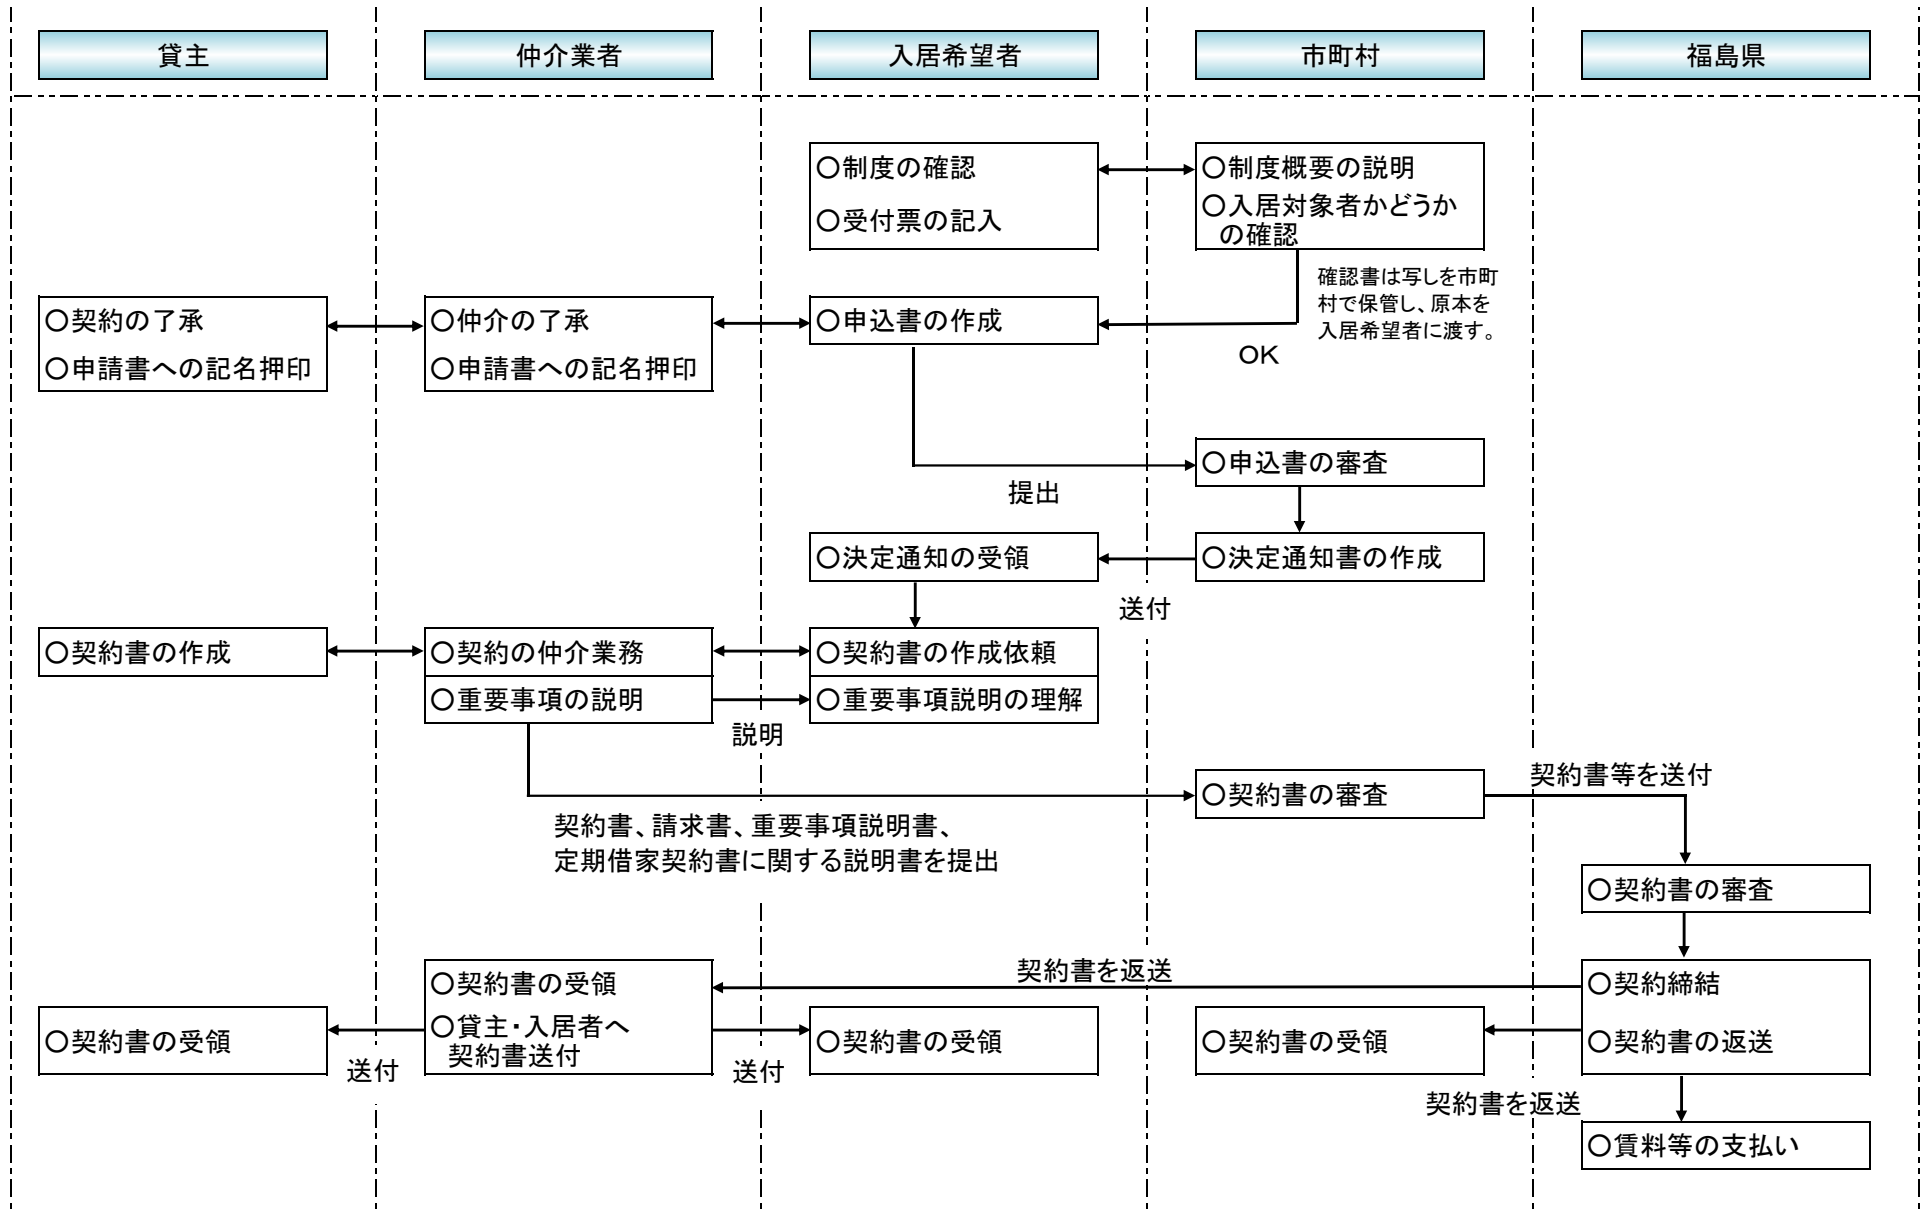 貸主
仲介業者
入居希望者
市町村
福島県
○制度の確認
○受付票の記入
○制度概要の説明
○入居対象者かどうか
の確認
確認書は写しを市町
村で保管し、原本を
入居希望者に渡す。
○契約の了承
○申請書への記名押印
○仲介の了承
○申請書への記名押印
○申込書の作成
OK
○申込書の審査
提出
○決定通知の受領
○決定通知書の作成
送付
○契約書の作成
○契約の仲介業務
○契約書の作成依頼
○重要事項の説明
○重要事項説明の理解
説明
○契約書の審査
契約書等を送付
契約書、請求書、重要事項説明書、
定期借家契約書に関する説明書を提出
○契約書の審査
契約書を返送
○契約書の受領
○貸主・入居者へ
契約書送付
○契約締結
○契約書の返送
○契約書の受領
○契約書の受領
○契約書の受領
送付
送付
契約書を返送
○賃料等の支払い